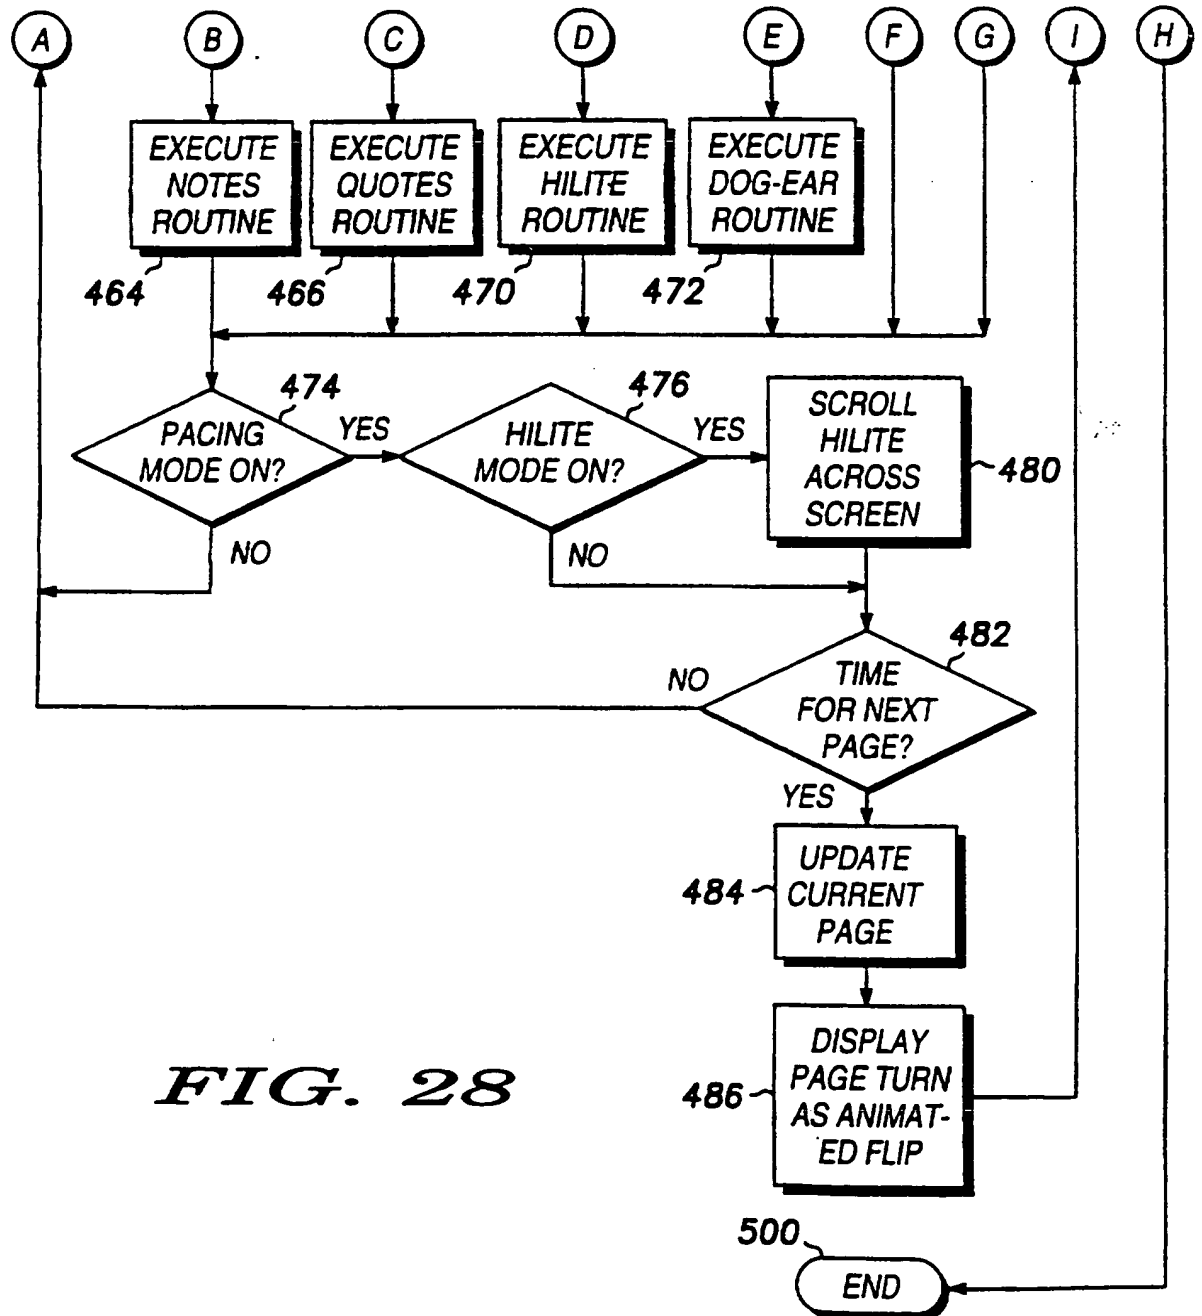 A B C D E F G I H
EXECUTE
NOTES
ROUTINE
EXECUTE
QUOTES
ROUTINE
EXECUTE
HILITE
ROUTINE
EXECUTE
DOG-EAR
ROUTINE
464
466
470
472
PACING
MODE ON?
474
YES
NO
HILITE
MODE ON?
476
YES
NO
SCROLL
HILITE
ACROSS
SCREEN
480
TIME
FOR NEXT
PAGE?
482
NO
YES
UPDATE
CURRENT
PAGE
484
DISPLAY
PAGE TURN
AS ANIMAT-
ED FLIP
486
FIG. 28
500
END